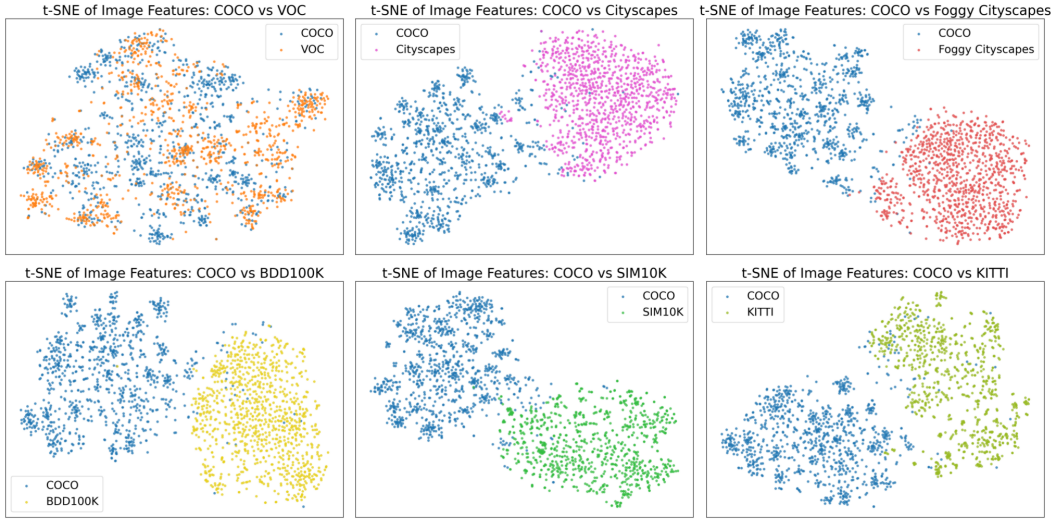 t-SNE of Image Features: COCO vs VOC
COCO
VOC
t-SNE of Image Features: COCO vs Cityscapes
COCO
Cityscapes
t-SNE of Image Features: COCO vs Foggy Cityscapes
COCO
Foggy Cityscapes
t-SNE of Image Features: COCO vs BDD100K
COCO
BDD100K
t-SNE of Image Features: COCO vs SIM10K
COCO
SIM10K
t-SNE of Image Features: COCO vs KITTI
COCO
KITTI